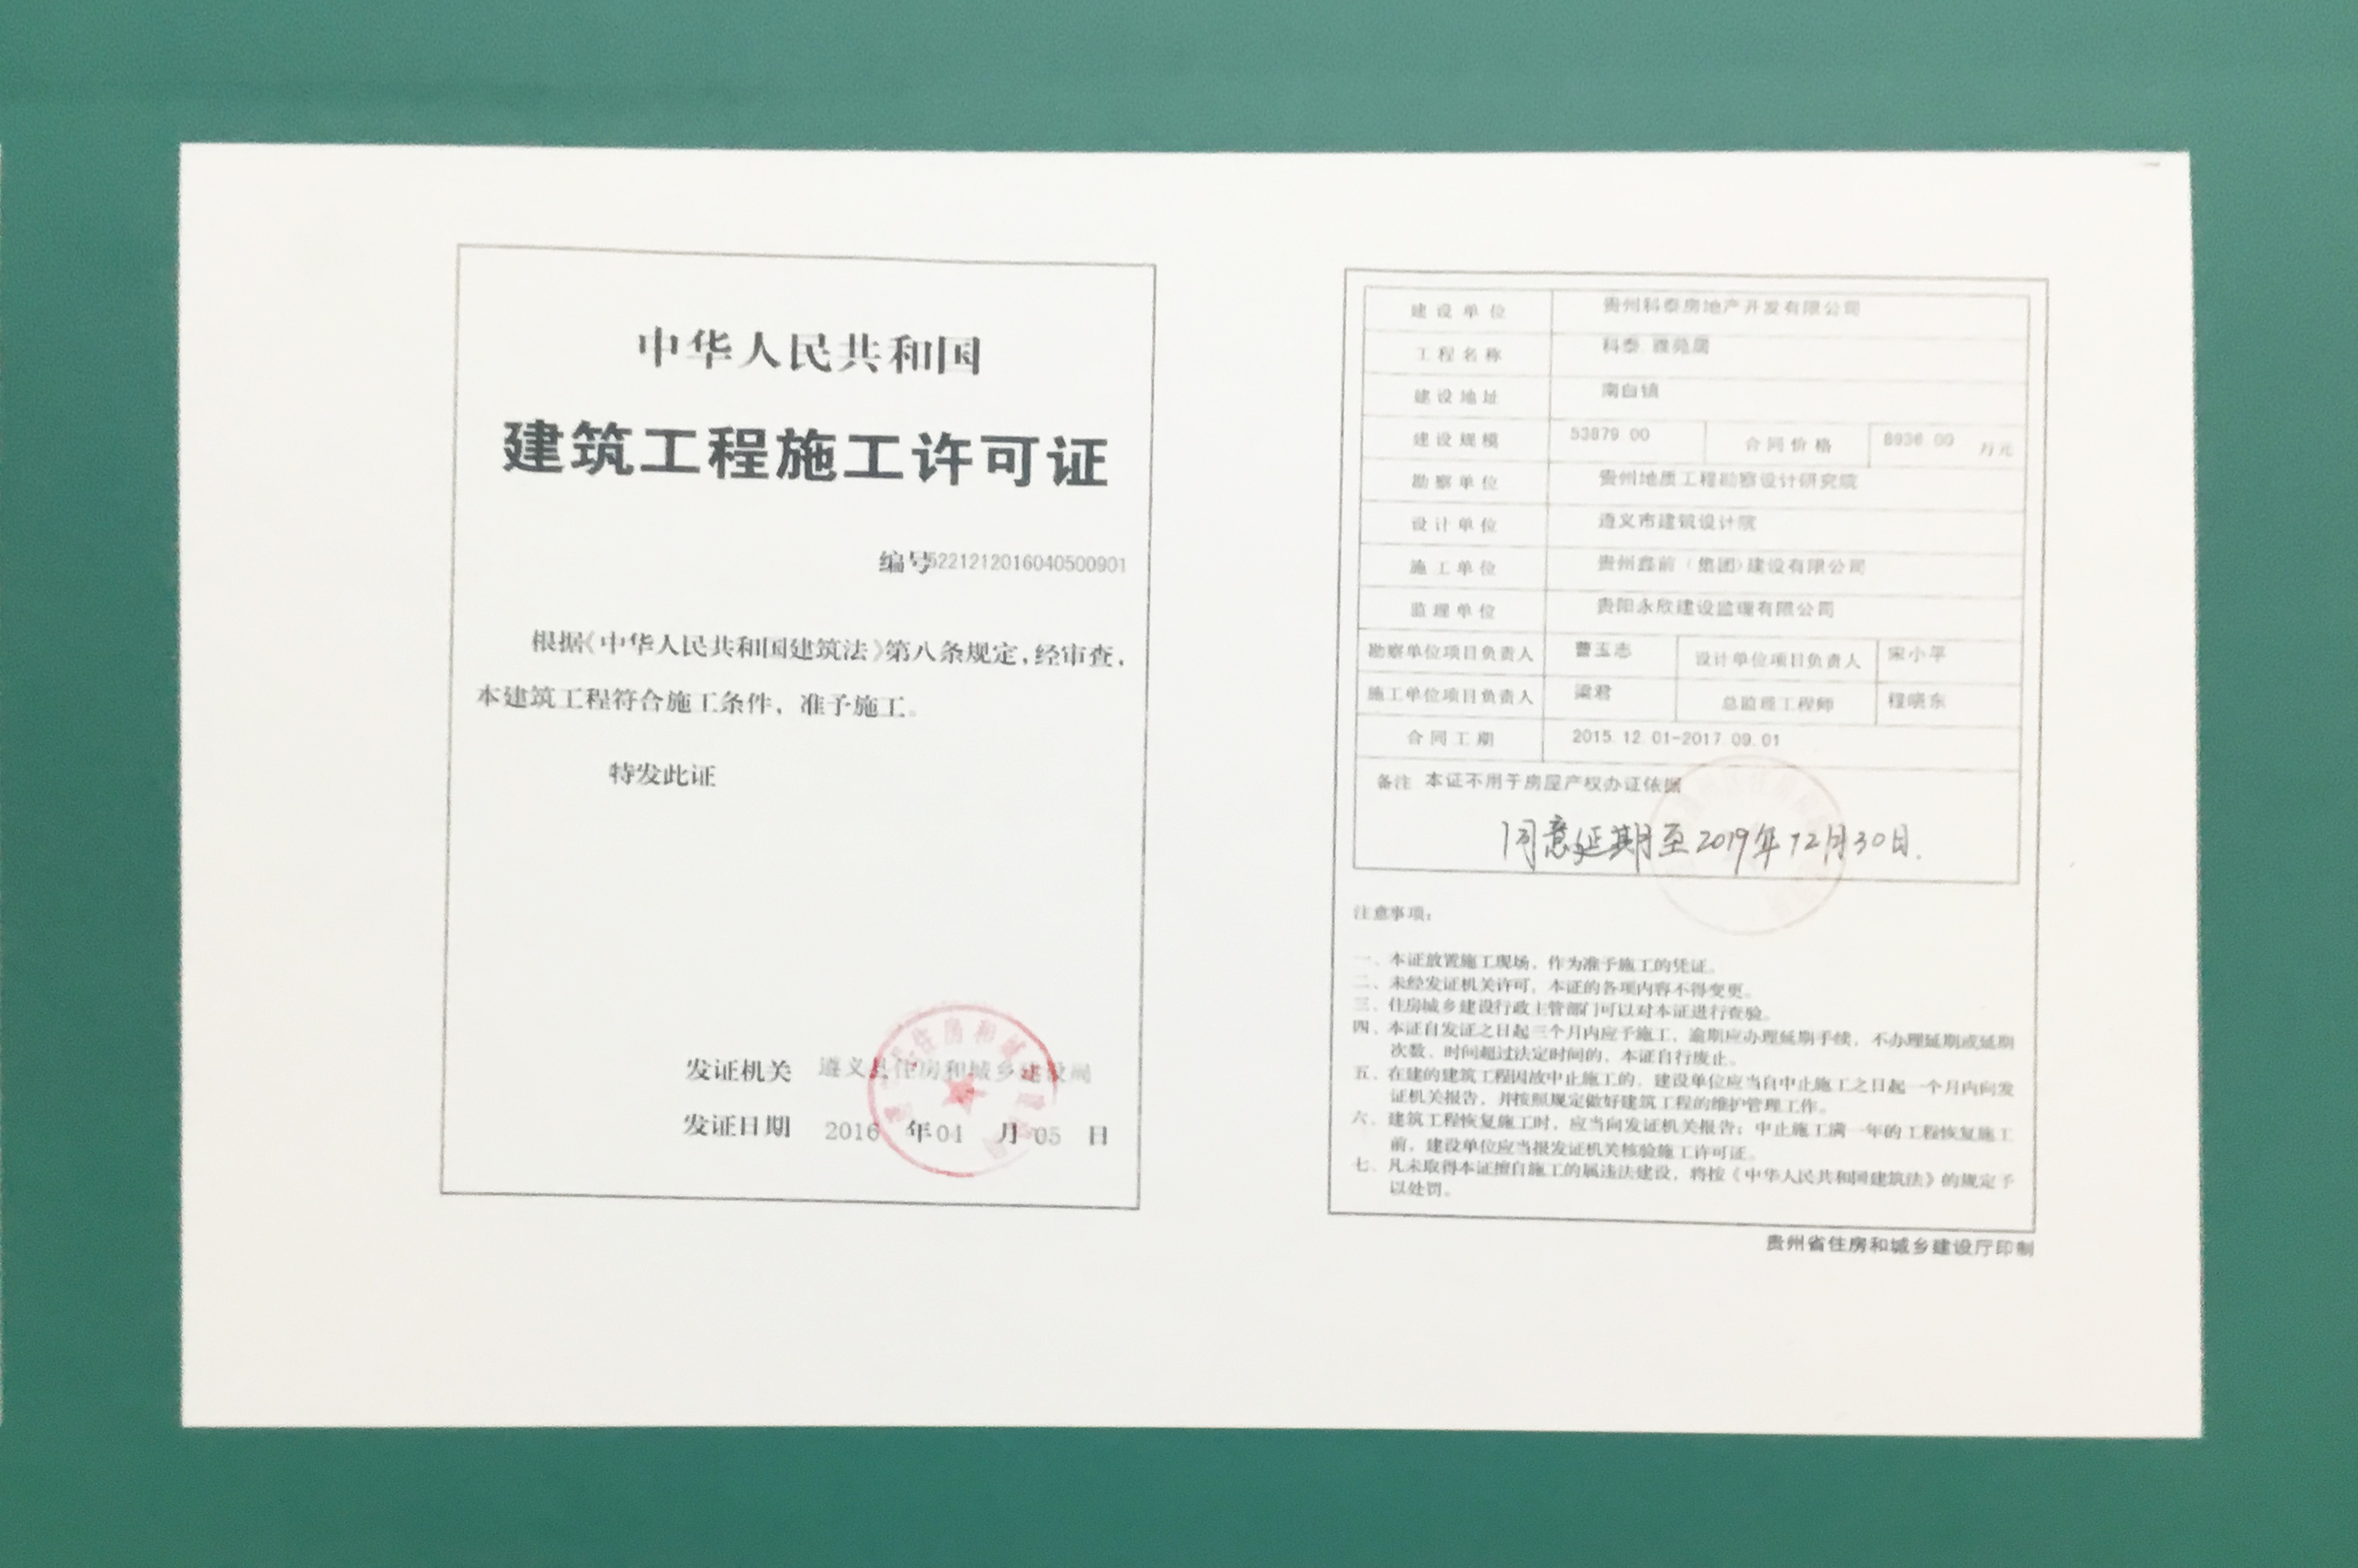 中华人民共和国
建筑工程施工许可证
编号522121201604050901
根据《中华人民共和国建筑法》第八条规定,经审查,
本建筑工程符合施工条件，准予施工。
特发此证
发证机关 遵义县住房和城乡建设局
发证日期 2016 年 04 月 05 日
建设单位 贵州科泰房地产开发有限公司
工程名称 科泰.雅苑居
建设地址 南白镇
建设规模 53879.00 合同价格 8936.00 万元
勘察单位 贵州地质工程勘察设计研究院
设计单位 遵义市建筑设计院
施工单位 贵州鑫前（集团）建设有限公司
监理单位 贵阳永欣建设监理有限公司
勘察单位项目负责人 曹玉志 设计单位项目负责人 宋小平
施工单位项目负责人 梁君 总监理工程师 程晓东
合同工期 2015.12.01-2017.09.01
备注 本证不用于房屋产权办证依据
同意延期至2019年12月30日.
注意事项：
一、本证放置施工现场，作为准予施工的凭证。
二、未经发证机关许可，本证的各项内容不得变更。
三、住房城乡建设行政主管部门可以对本证进行查验。
四、本证自发证之日起三个月内应予施工，逾期应办理延期手续，不办理延期或延期
次数、时间超过法定时间的，本证自行废止。
五、在建的建筑工程因故中止施工的，建设单位应当自中止施工之日起一个月内向发
证机关报告，并按照规定做好建筑工程的维护管理工作。
六、建筑工程恢复施工时，应当向发证机关报告；中止施工满一年的工程恢复施工
前，建设单位应当报发证机关核验施工许可证。
七、凡未取得本证擅自施工的属违法建设，将按《中华人民共和国建筑法》的规定予
以处罚。
贵州省住房和城乡建设厅印制